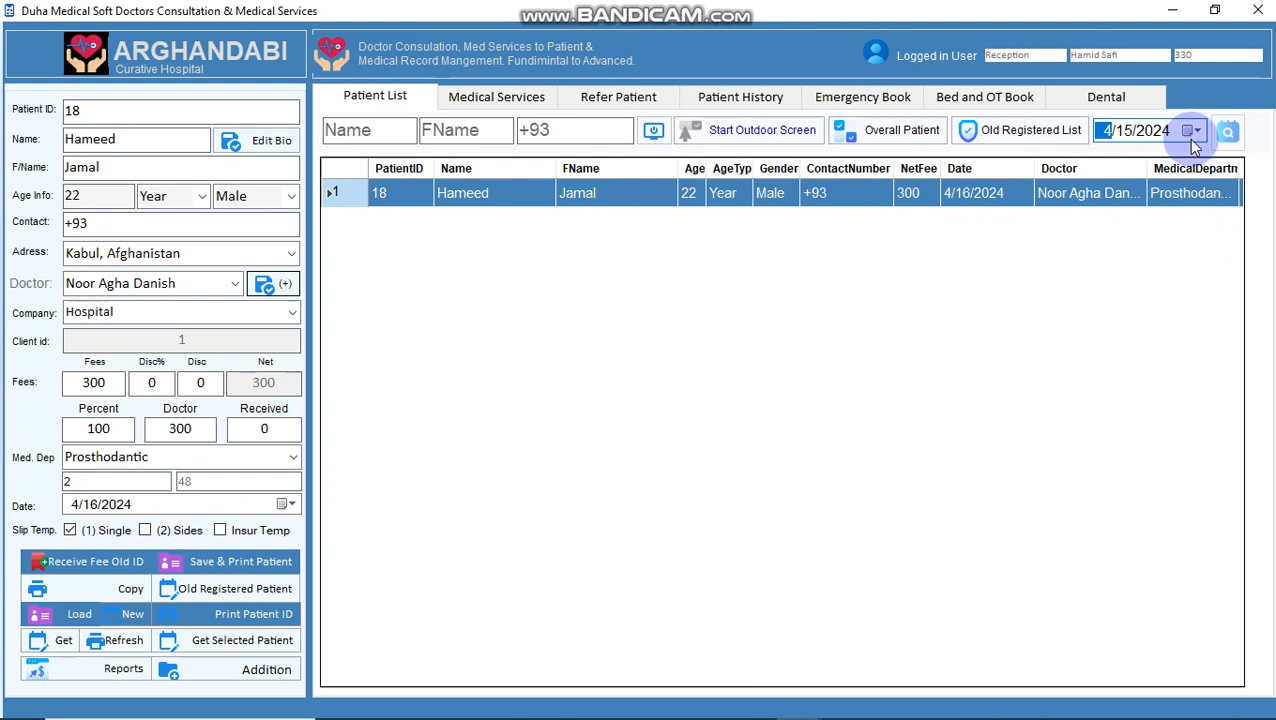 Duha Medical Soft Doctors Consultation & Medical Services
www.BANDICAM.com
ARGHANDABI
Curative Hospital
Doctor Consulation, Med Services to Patient &
Medical Record Mangement. Fundimintal to Advanced.
Logged in User
Reception
Hamid Safi
330
Patient ID:
18
Name:
Hameed
Edit Bio
F/Name:
Jamal
Age Info:
22
Year
Male
Contact:
+93
Adress:
Kabul, Afghanistan
Doctor:
Noor Agha Danish
(+)
Company:
Hospital
Client id:
1
Fees
Disc%
Disc
Net
Fees:
300
0
0
300
Percent
Doctor
Received
100
300
0
Med. Dep
Prosthodantic
2
48
Date:
4/16/2024
Slip Temp.
(1) Single
(2) Sides
Insur Temp
Receive Fee Old ID
Save & Print Patient
Copy
Old Registered Patient
Load
New
Print Patient ID
Get
Refresh
Get Selected Patient
Reports
Addition
Patient List
Medical Services
Refer Patient
Patient History
Emergency Book
Bed and OT Book
Dental
Name
FName
+93
Start Outdoor Screen
Overall Patient
Old Registered List
4/15/2024
PatientID Name FName Age AgeTyp Gender ContactNumber NetFee Date Doctor MedicalDepartn
1 18 Hameed Jamal 22 Year Male +93 300 4/16/2024 Noor Agha Dan... Prosthodan...